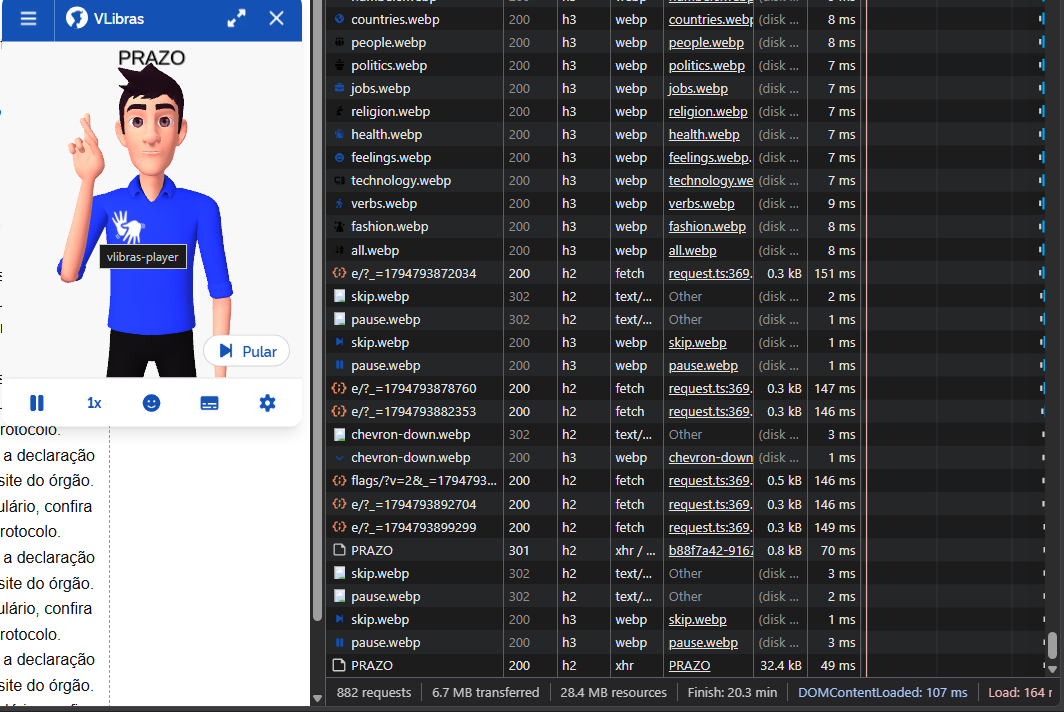 VLibras
PRAZO
vlibras-player
Pular
1x
rotocolo.
a declaração
site do órgão.
ulário, confira
rotocolo.
a declaração
site do órgão.
ulário, confira
rotocolo.
a declaração
site do órgão.
countries.webp 200 h3 webp countries.webp (disk ... 8 ms
people.webp 200 h3 webp people.webp (disk ... 8 ms
politics.webp 200 h3 webp politics.webp (disk ... 7 ms
jobs.webp 200 h3 webp jobs.webp (disk ... 7 ms
religion.webp 200 h3 webp religion.webp (disk ... 7 ms
health.webp 200 h3 webp health.webp (disk ... 7 ms
feelings.webp 200 h3 webp feelings.webp. (disk ... 7 ms
technology.webp 200 h3 webp technology.we (disk ... 7 ms
verbs.webp 200 h3 webp verbs.webp (disk ... 9 ms
fashion.webp 200 h3 webp fashion.webp (disk ... 8 ms
all.webp 200 h3 webp all.webp (disk ... 8 ms
e/?_=1794793872034 200 h2 fetch request.ts:369. 0.3 kB 151 ms
skip.webp 302 h2 text/... Other (disk ... 2 ms
pause.webp 302 h2 text/... Other (disk ... 1 ms
skip.webp 200 h3 webp skip.webp (disk ... 1 ms
pause.webp 200 h3 webp pause.webp (disk ... 1 ms
e/?_=1794793878760 200 h2 fetch request.ts:369. 0.3 kB 147 ms
e/?_=1794793882353 200 h2 fetch request.ts:369. 0.3 kB 146 ms
chevron-down.webp 302 h2 text/... Other (disk ... 3 ms
chevron-down.webp 200 h3 webp chevron-down (disk ... 1 ms
flags/?v=2&_=1794793... 200 h2 fetch request.ts:369. 0.5 kB 146 ms
e/?_=1794793892704 200 h2 fetch request.ts:369. 0.3 kB 146 ms
e/?_=1794793899299 200 h2 fetch request.ts:369. 0.3 kB 149 ms
PRAZO 301 h2 xhr / ... b88f7a42-9167 0.8 kB 70 ms
skip.webp 302 h2 text/... Other (disk ... 3 ms
pause.webp 302 h2 text/... Other (disk ... 2 ms
skip.webp 200 h3 webp skip.webp (disk ... 1 ms
pause.webp 200 h3 webp pause.webp (disk ... 3 ms
PRAZO 200 h2 xhr PRAZO 32.4 kB 49 ms
882 requests 6.7 MB transferred 28.4 MB resources Finish: 20.3 min DOMContentLoaded: 107 ms Load: 164 r